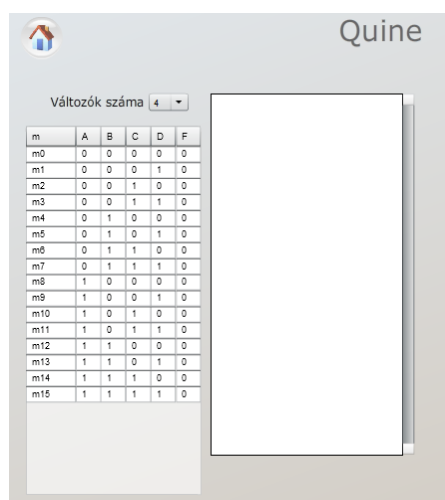 Quine
Változók száma 4
m A B C D F
m0 0 0 0 0 0
m1 0 0 0 1 0
m2 0 0 1 0 0
m3 0 0 1 1 0
m4 0 1 0 0 0
m5 0 1 0 1 0
m6 0 1 1 0 0
m7 0 1 1 1 0
m8 1 0 0 0 0
m9 1 0 0 1 0
m10 1 0 1 0 0
m11 1 0 1 1 0
m12 1 1 0 0 0
m13 1 1 0 1 0
m14 1 1 1 0 0
m15 1 1 1 1 0